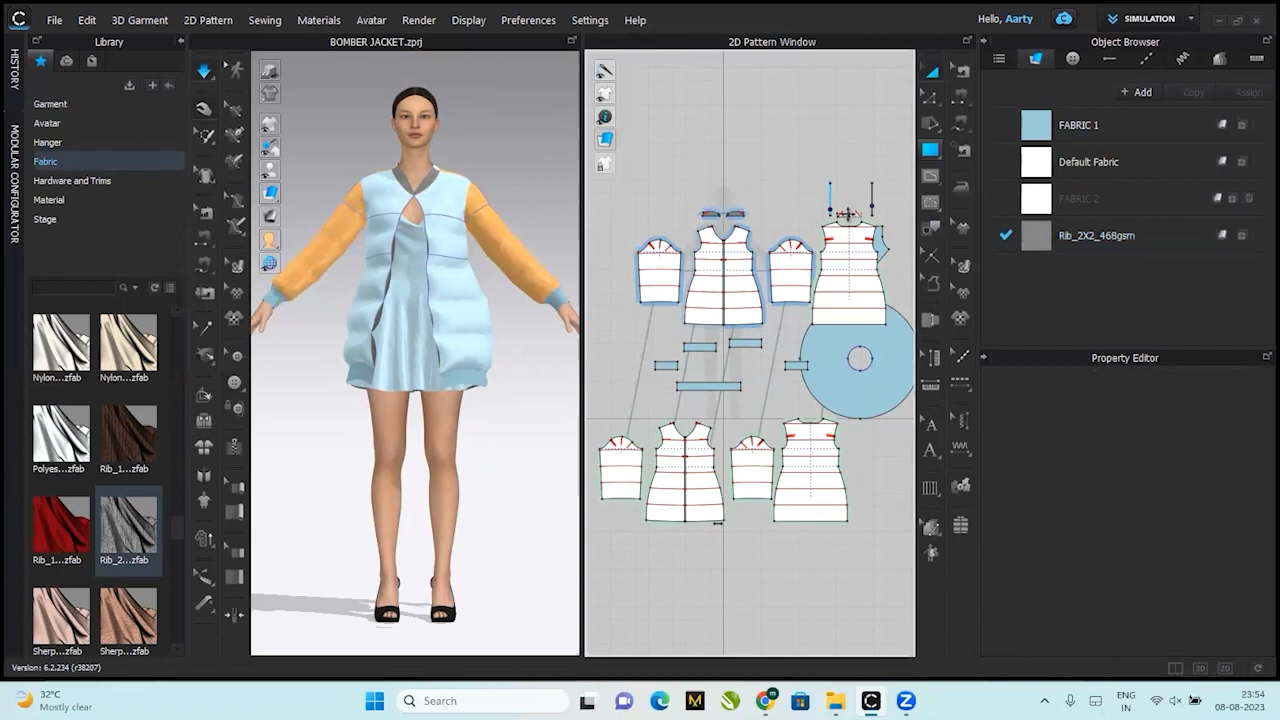 File Edit 3D Garment 2D Pattern Sewing Materials Avatar Render Display Preferences Settings Help
Hello, Aarty
SIMULATION
Library
BOMBER JACKET.zprj
2D Pattern Window
Object Browser
HISTORY
MODULAR CONFIGURATOR
Garment
Avatar
Hanger
Fabric
Hardware and Trims
Material
Stage
+ Add Copy Assign
FABRIC 1
Default Fabric
FABRIC 2
Rib_2X2_468gsm
Property Editor
Nylon...zfab Nylon...zfab
Polyes...zfab Rib_1...zfab
Rib_1...zfab Rib_2...zfab
Sherp...zfab Sherp...zfab
Version: 6.2.234 (r38207)
3D 2D
32°C
Mostly clear
Search
ENG
IN
23:54
08-08-2023